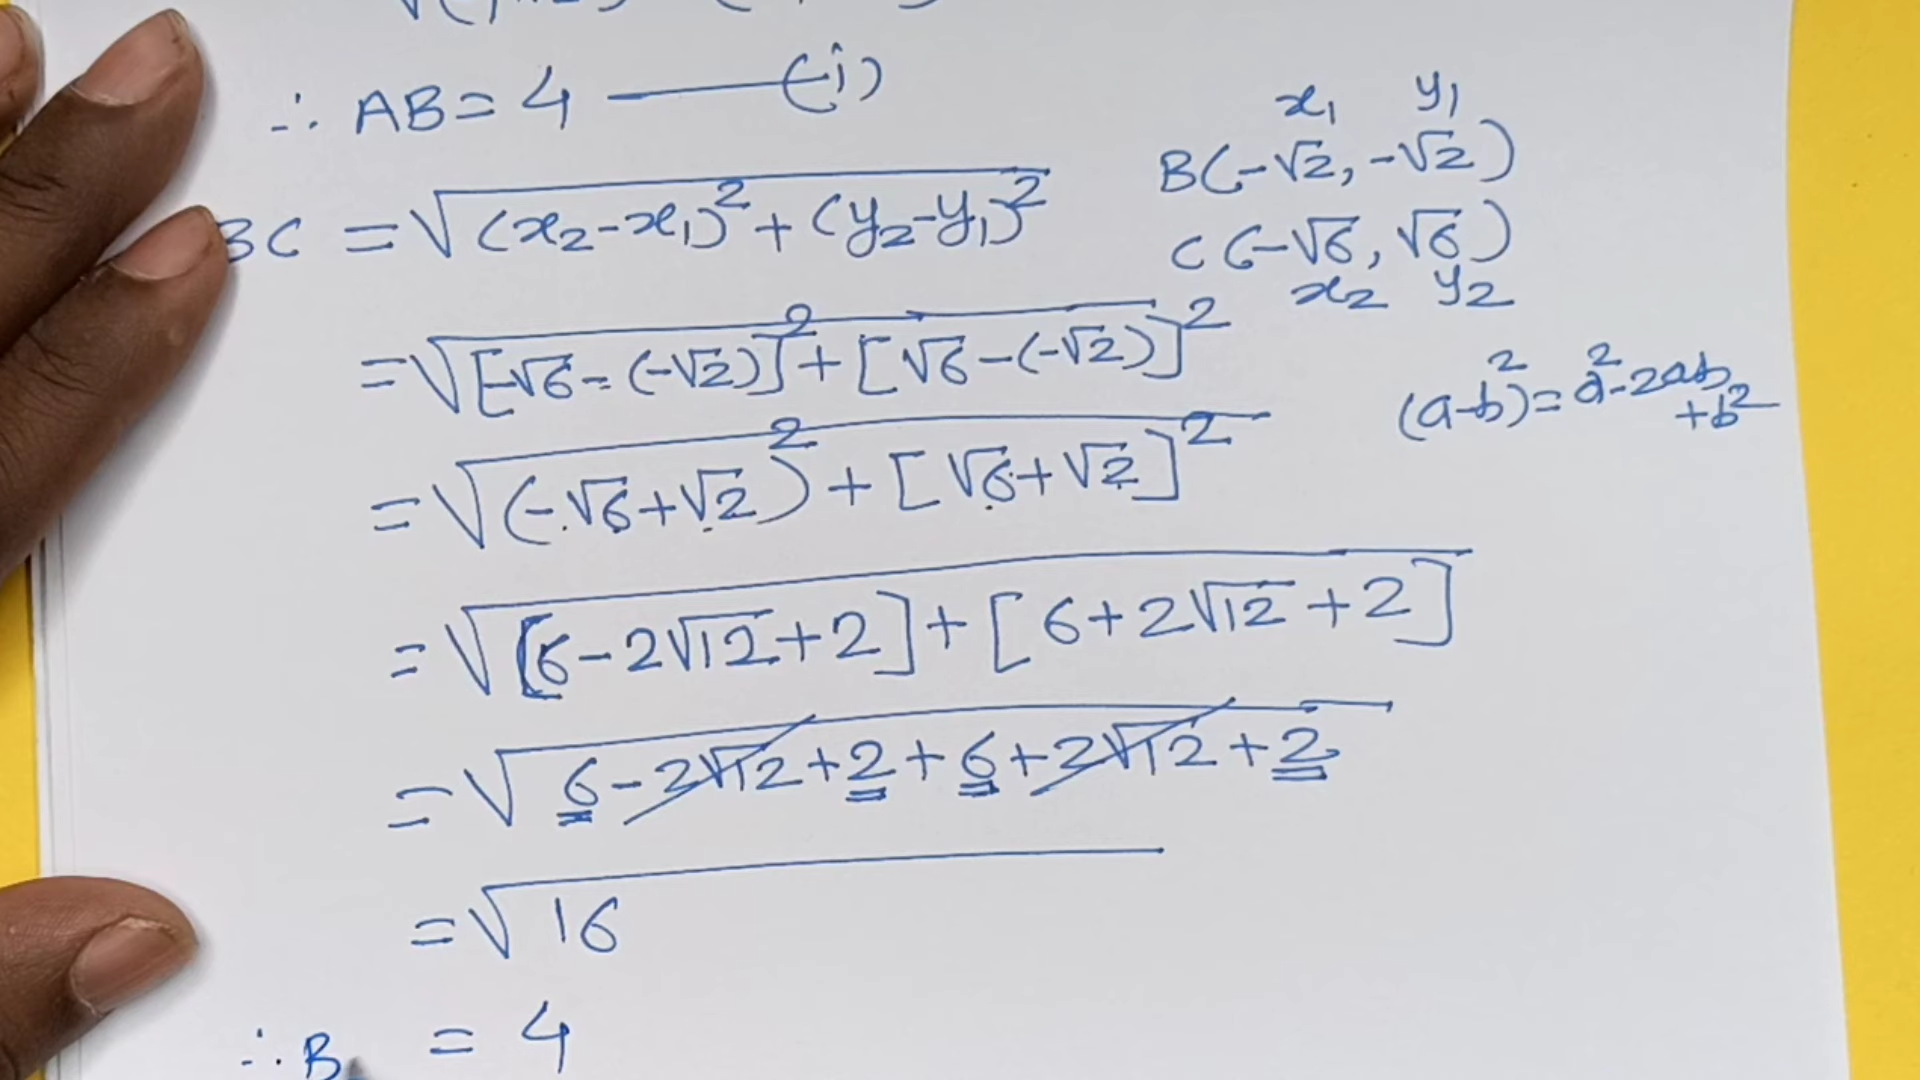 ∴ AB = 4 —— (i)
x₁ y₁
B(-√2, -√2)
BC = √(x₂-x₁)² + (y₂-y₁)²
C(-√6, √6)
x₂ y₂
= √[-√6-(-√2)]² + [√6-(-√2)]²
(a-b)² = a²-2ab+b²
= √(-√6+√2)² + [√6+√2]²
= √[6-2√12+2] + [6+2√12+2]
= √6-2√12+2+6+2√12+2
= √16
∴ B = 4